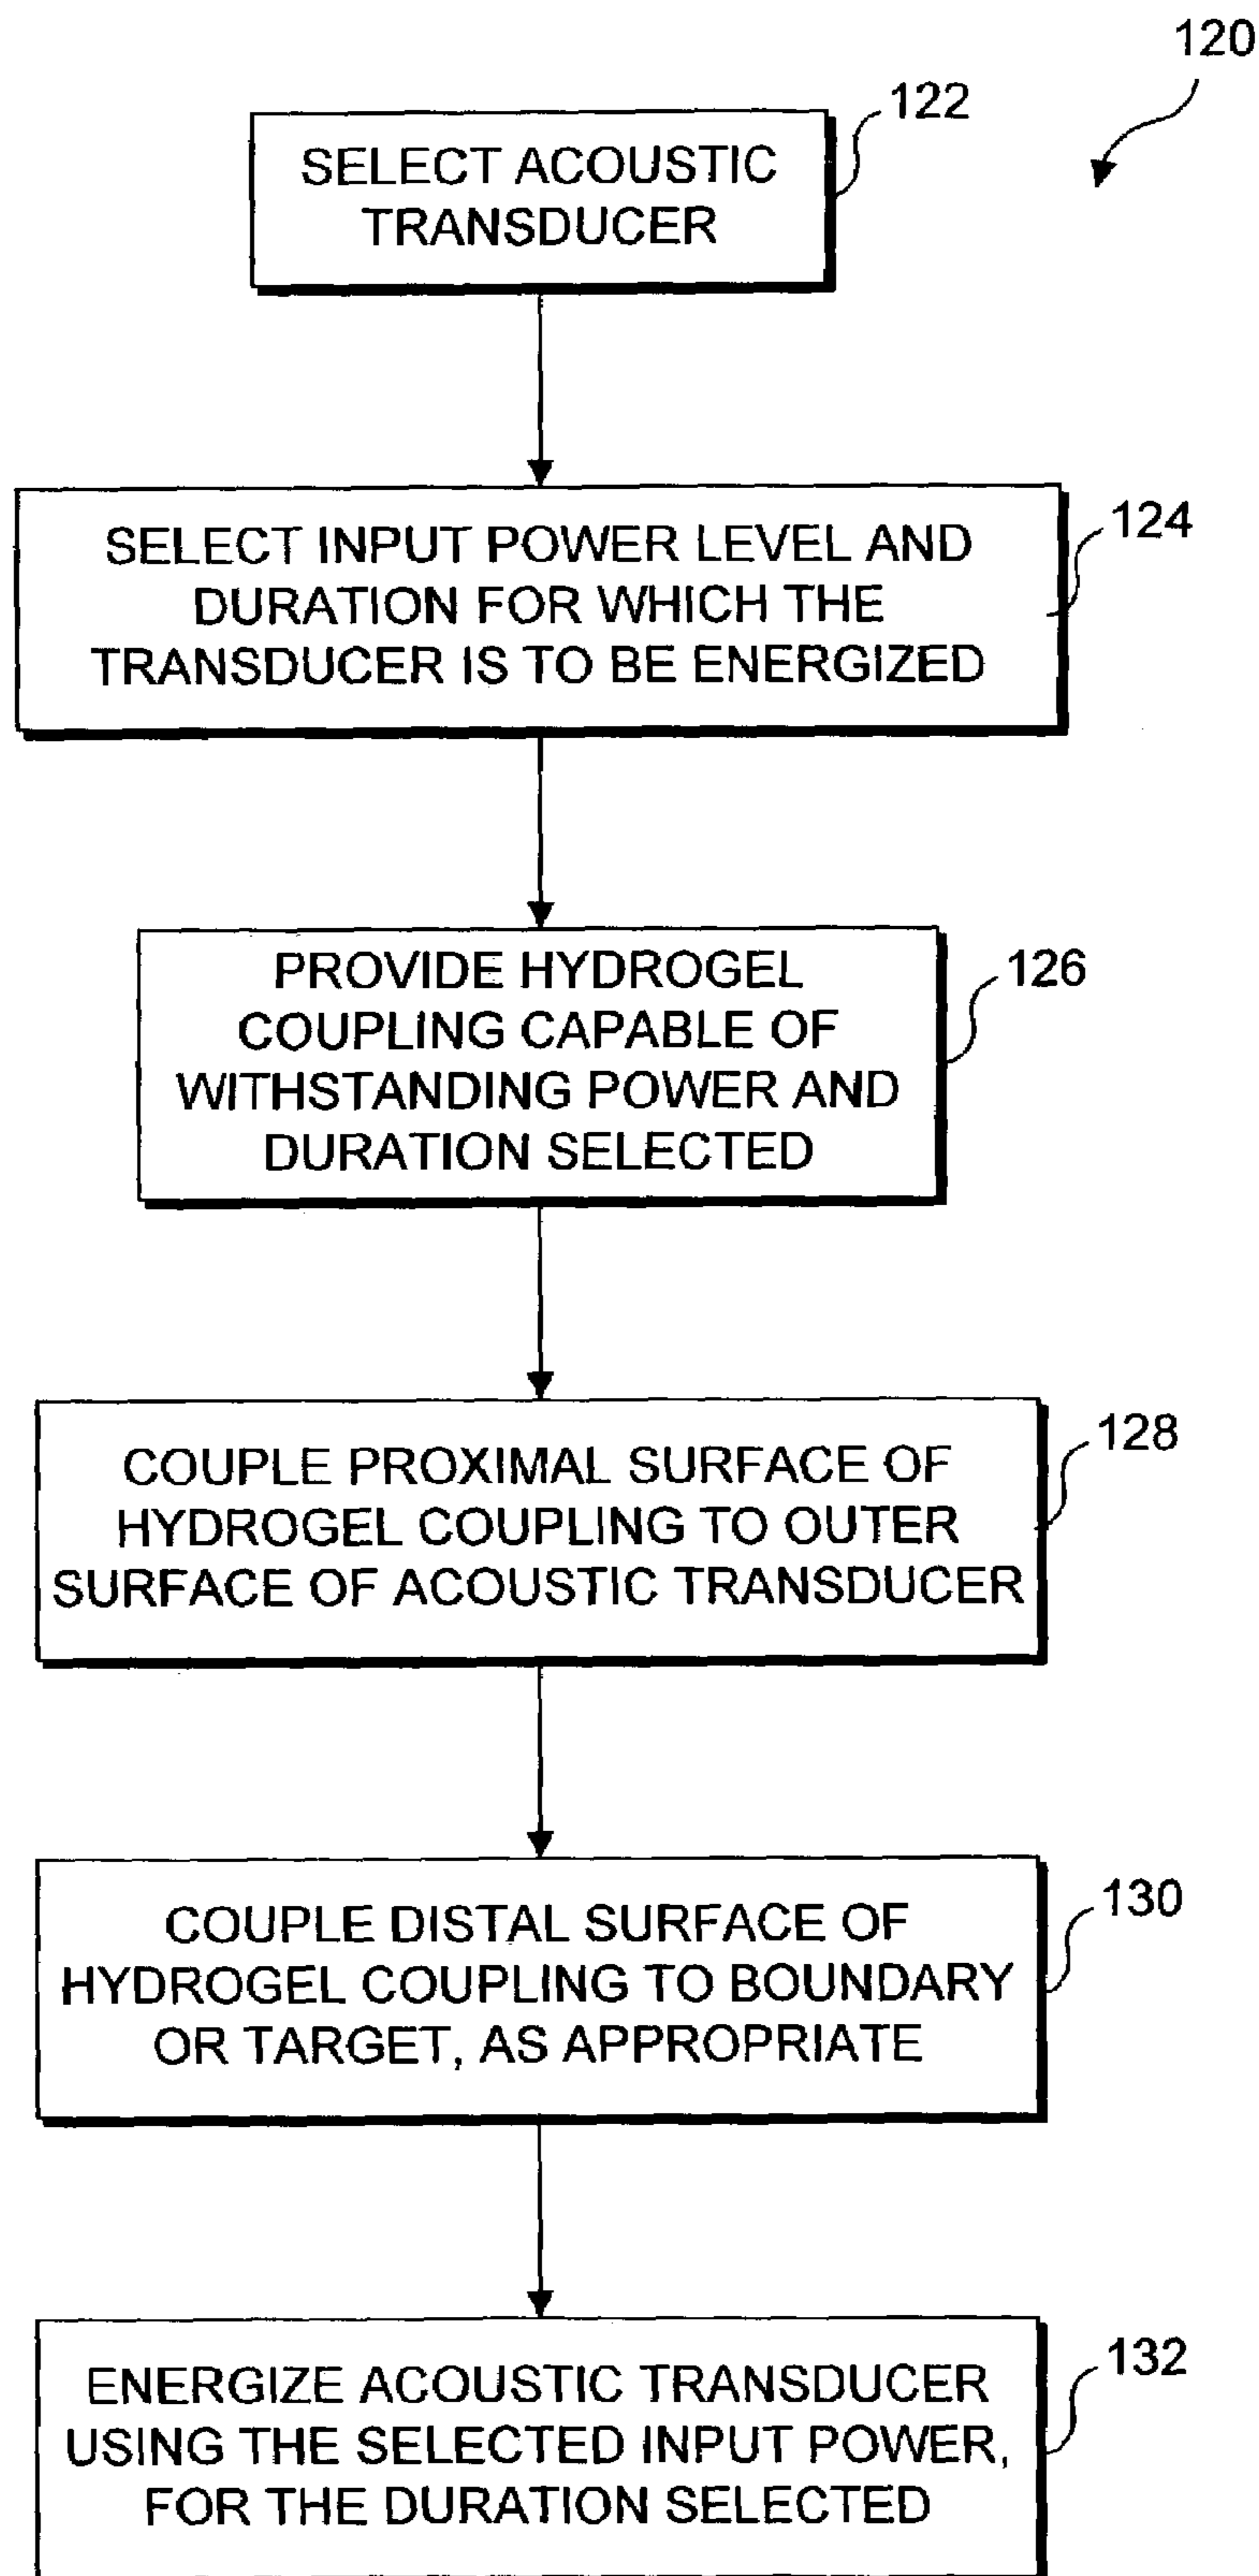 120
122
SELECT ACOUSTIC
TRANSDUCER
124
SELECT INPUT POWER LEVEL AND
DURATION FOR WHICH THE
TRANSDUCER IS TO BE ENERGIZED
126
PROVIDE HYDROGEL
COUPLING CAPABLE OF
WITHSTANDING POWER AND
DURATION SELECTED
128
COUPLE PROXIMAL SURFACE OF
HYDROGEL COUPLING TO OUTER
SURFACE OF ACOUSTIC TRANSDUCER
130
COUPLE DISTAL SURFACE OF
HYDROGEL COUPLING TO BOUNDARY
OR TARGET, AS APPROPRIATE
132
ENERGIZE ACOUSTIC TRANSDUCER
USING THE SELECTED INPUT POWER,
FOR THE DURATION SELECTED